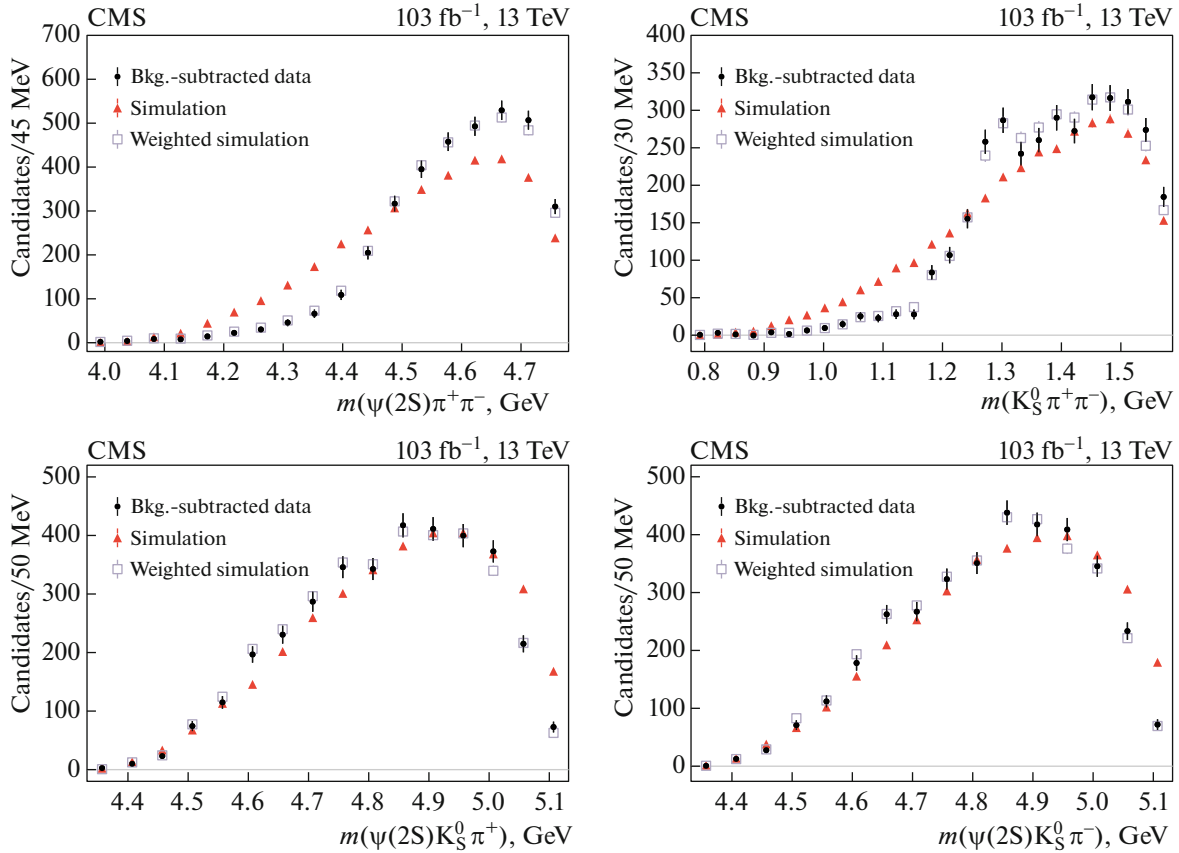 CMS 103 fb⁻¹, 13 TeV
Candidates/45 MeV
700
600
500
400
300
200
100
0
Bkg.-subtracted data
Simulation
Weighted simulation
4.0 4.1 4.2 4.3 4.4 4.5 4.6 4.7
m(ψ(2S)π⁺π⁻, GeV
CMS 103 fb⁻¹, 13 TeV
Candidates/30 MeV
400
350
300
250
200
150
100
50
0
Bkg.-subtracted data
Simulation
Weighted simulation
0.8 0.9 1.0 1.1 1.2 1.3 1.4 1.5
m(K⁰_S π⁺π⁻), GeV
CMS 103 fb⁻¹, 13 TeV
Candidates/50 MeV
500
400
300
200
100
0
Bkg.-subtracted data
Simulation
Weighted simulation
4.4 4.5 4.6 4.7 4.8 4.9 5.0 5.1
m(ψ(2S)K⁰_S π⁺), GeV
CMS 103 fb⁻¹, 13 TeV
Candidates/50 MeV
500
400
300
200
100
0
Bkg.-subtracted data
Simulation
Weighted simulation
4.4 4.5 4.6 4.7 4.8 4.9 5.0 5.1
m(ψ(2S)K⁰_S π⁻), GeV